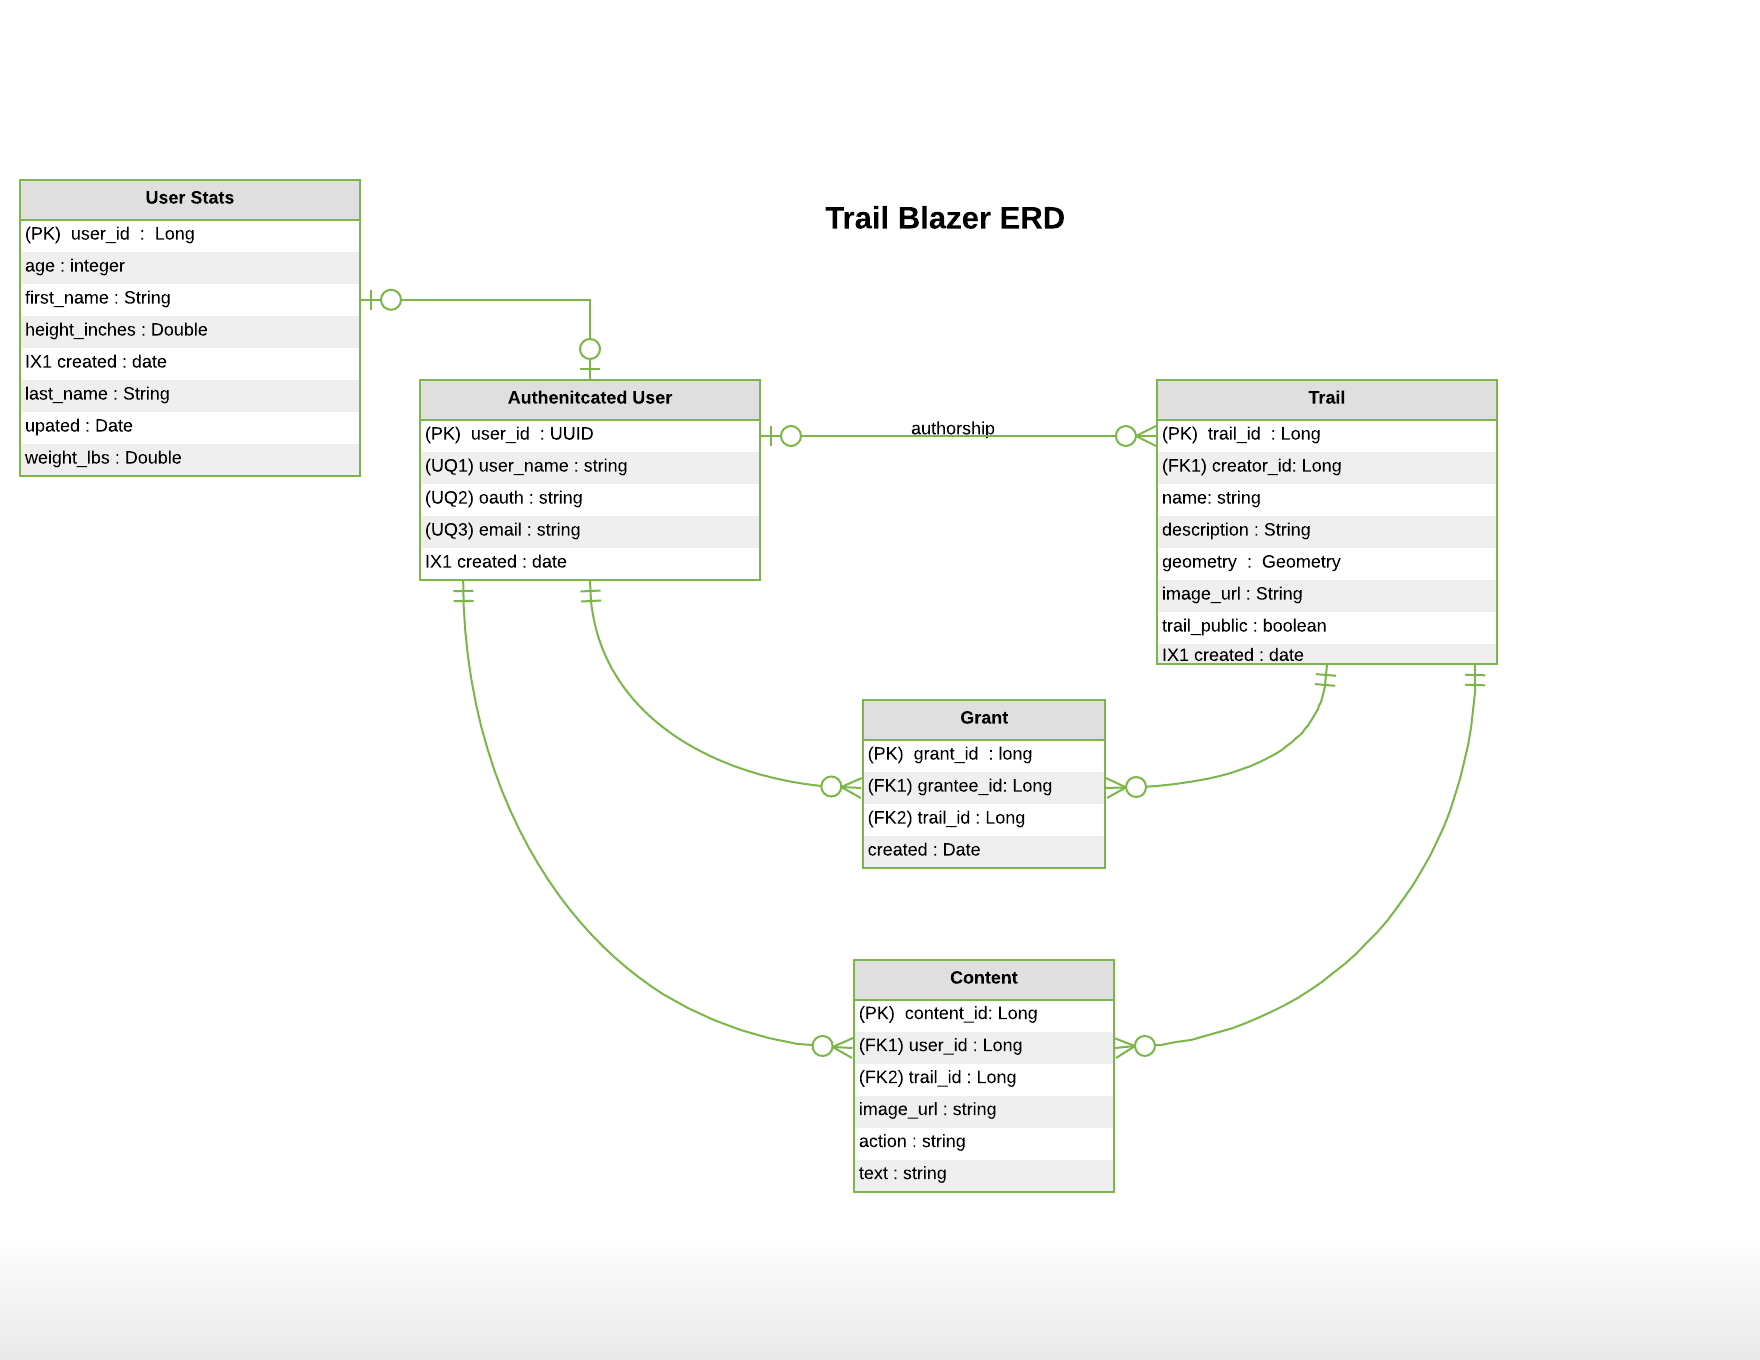 Trail Blazer ERD
User Stats
(PK) user_id : Long
age : integer
first_name : String
height_inches : Double
IX1 created : date
last_name : String
upated : Date
weight_lbs : Double
Authenitcated User
(PK) user_id : UUID
(UQ1) user_name : string
(UQ2) oauth : string
(UQ3) email : string
IX1 created : date
authorship
Trail
(PK) trail_id : Long
(FK1) creator_id: Long
name: string
description : String
geometry : Geometry
image_url : String
trail_public : boolean
IX1 created : date
Grant
(PK) grant_id : long
(FK1) grantee_id: Long
(FK2) trail_id : Long
created : Date
Content
(PK) content_id: Long
(FK1) user_id : Long
(FK2) trail_id : Long
image_url : string
action : string
text : string